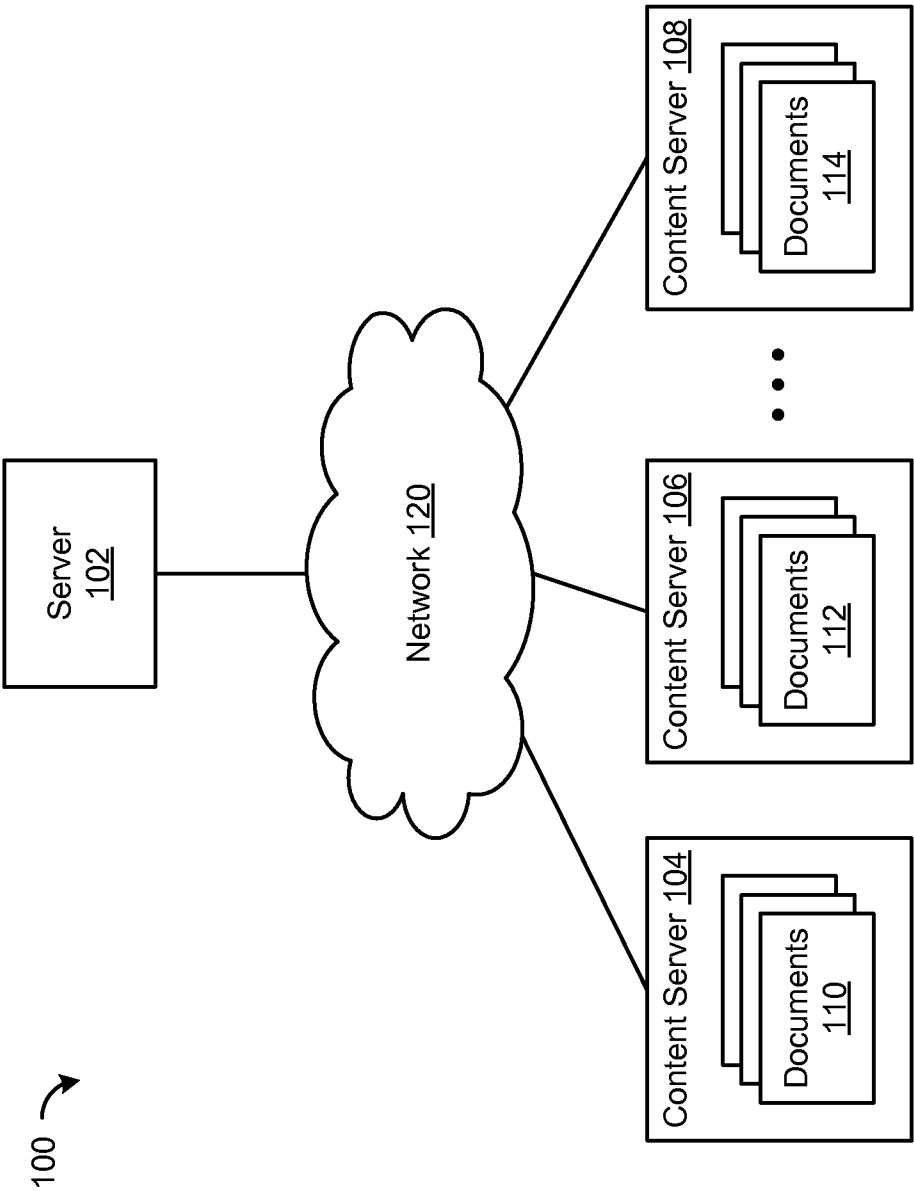 100
Server
102
Network 120
Content Server 104
Documents
110
Content Server 106
Documents
112
Content Server 108
Documents
114